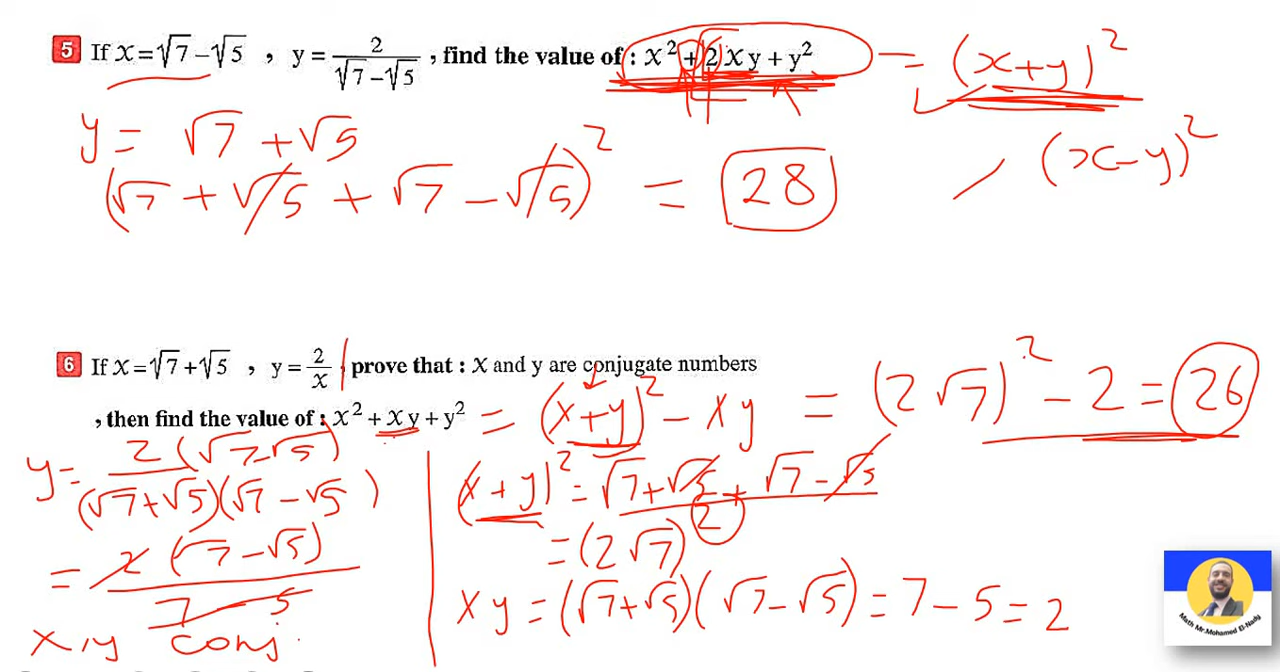 5 If x = √7 − √5 , y = 2/(√7 − √5) , find the value of : x² + 2xy + y² = (x+y)²
(x−y)²
y = √7 + √5
(√7 + √5 + √7 − √5)² = 28
6 If x = √7 + √5 , y = 2/x prove that : x and y are conjugate numbers
, then find the value of : x² + xy + y² = (x+y)² − xy = (2√7)² − 2 = 26
y = 2(√7−√5)/(√7+√5)(√7−√5)
= 2(√7−√5)/7−5
x,y conj.
(x+y)² = √7+√5 + √7−√5
= (2√7)²
xy = (√7+√5)(√7−√5) = 7−5 = 2
Math Mr.Mohamed El-Nady